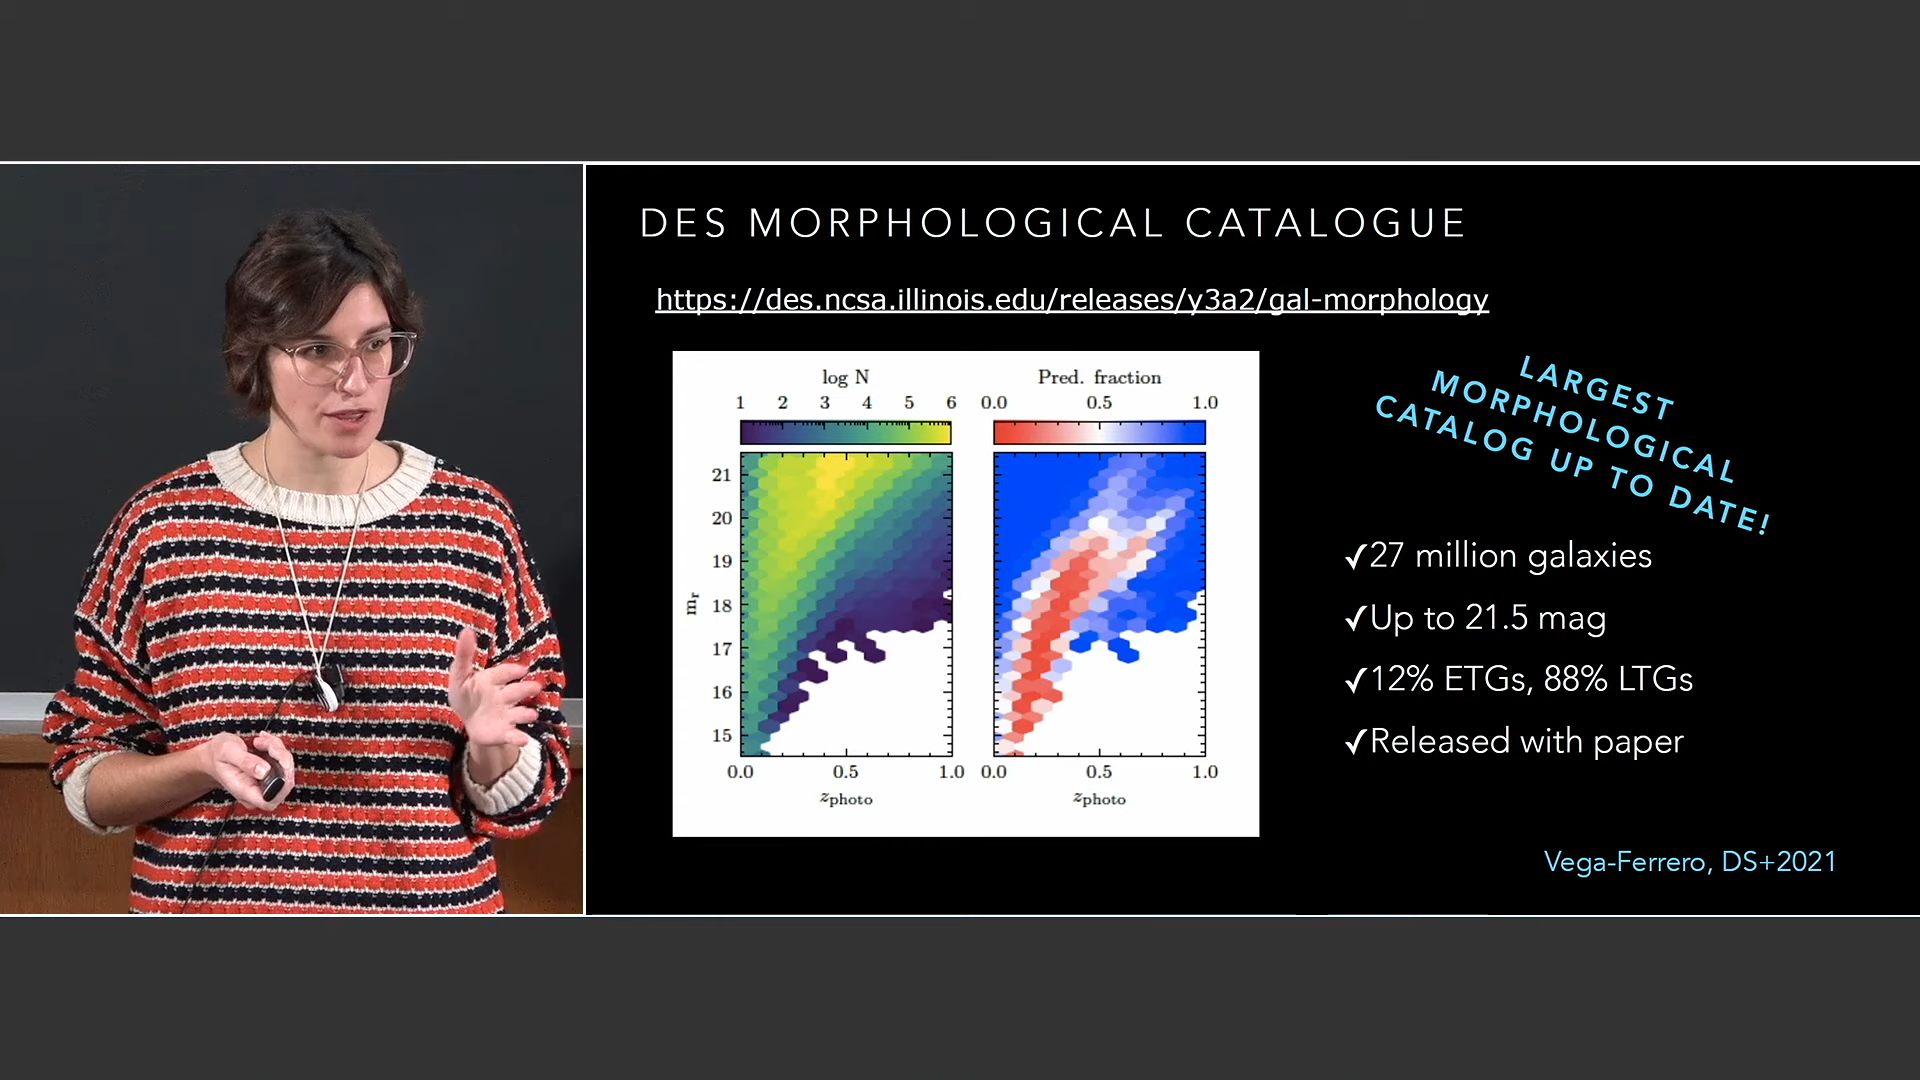 DES MORPHOLOGICAL CATALOGUE
https://des.ncsa.illinois.edu/releases/y3a2/gal-morphology
log N
1 2 3 4 5 6
Pred. fraction
0.0 0.5 1.0
21
20
19
18
17
16
15
mr
0.0 0.5 1.0
zphoto
0.0 0.5 1.0
zphoto
LARGEST
MORPHOLOGICAL
CATALOG UP TO DATE!
✓27 million galaxies
✓Up to 21.5 mag
✓12% ETGs, 88% LTGs
✓Released with paper
Vega-Ferrero, DS+2021